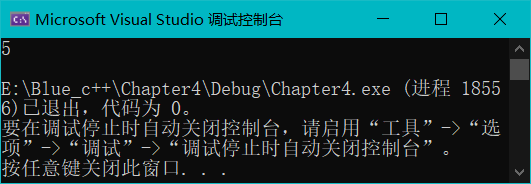 Microsoft Visual Studio 调试控制台
5
E:\Blue_c++\Chapter4\Debug\Chapter4.exe (进程 1855
6)已退出，代码为 0。
要在调试停止时自动关闭控制台，请启用“工具”->“选
项”->“调试”->“调试停止时自动关闭控制台”。
按任意键关闭此窗口. . .